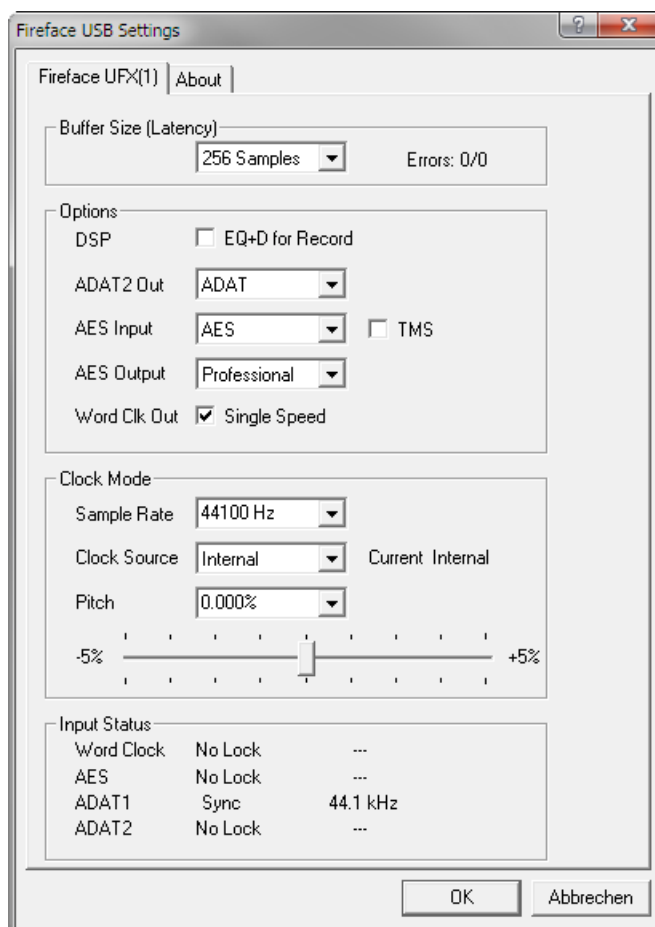 Fireface USB Settings
Fireface UFX(1) About
Buffer Size (Latency)
256 Samples Errors: 0/0
Options
DSP EQ+D for Record
ADAT2 Out ADAT
AES Input AES TMS
AES Output Professional
Word Clk Out Single Speed
Clock Mode
Sample Rate 44100 Hz
Clock Source Internal Current Internal
Pitch 0.000%
-5% +5%
Input Status
Word Clock No Lock ---
AES No Lock ---
ADAT1 Sync 44.1 kHz
ADAT2 No Lock ---
OK Abbrechen